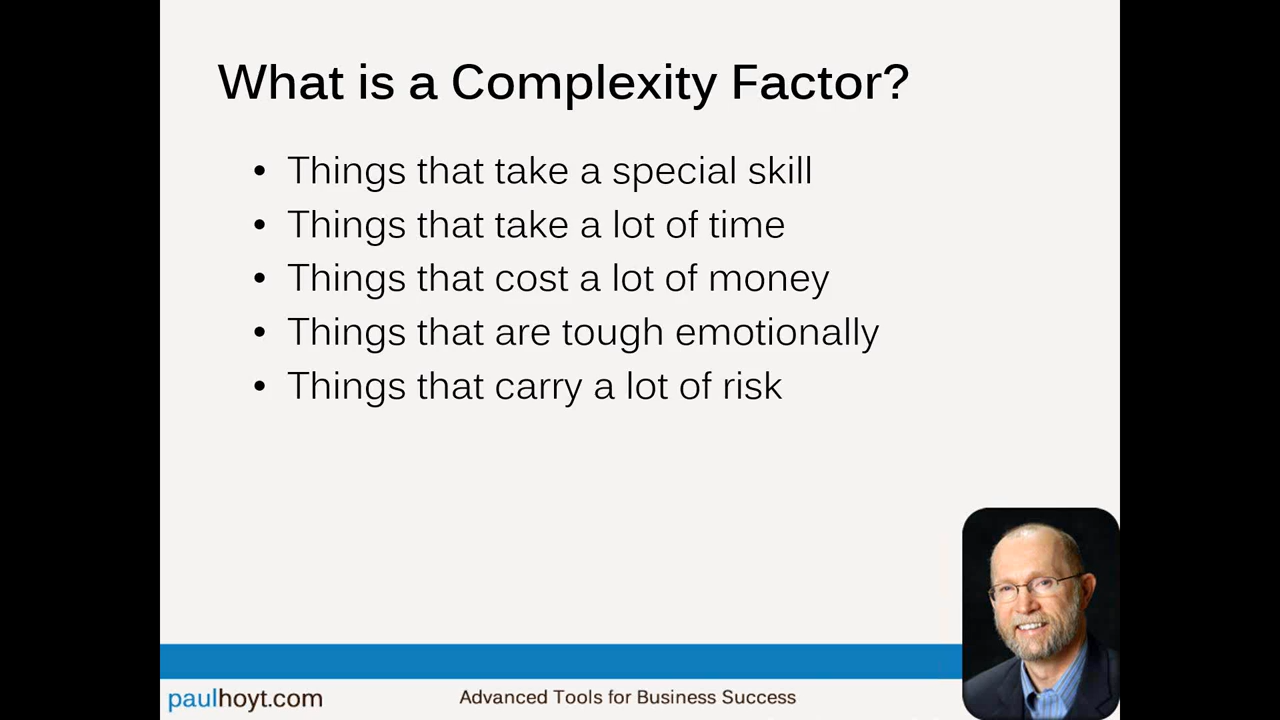 What is a Complexity Factor?
• Things that take a special skill
• Things that take a lot of time
• Things that cost a lot of money
• Things that are tough emotionally
• Things that carry a lot of risk
paulhoyt.com
Advanced Tools for Business Success